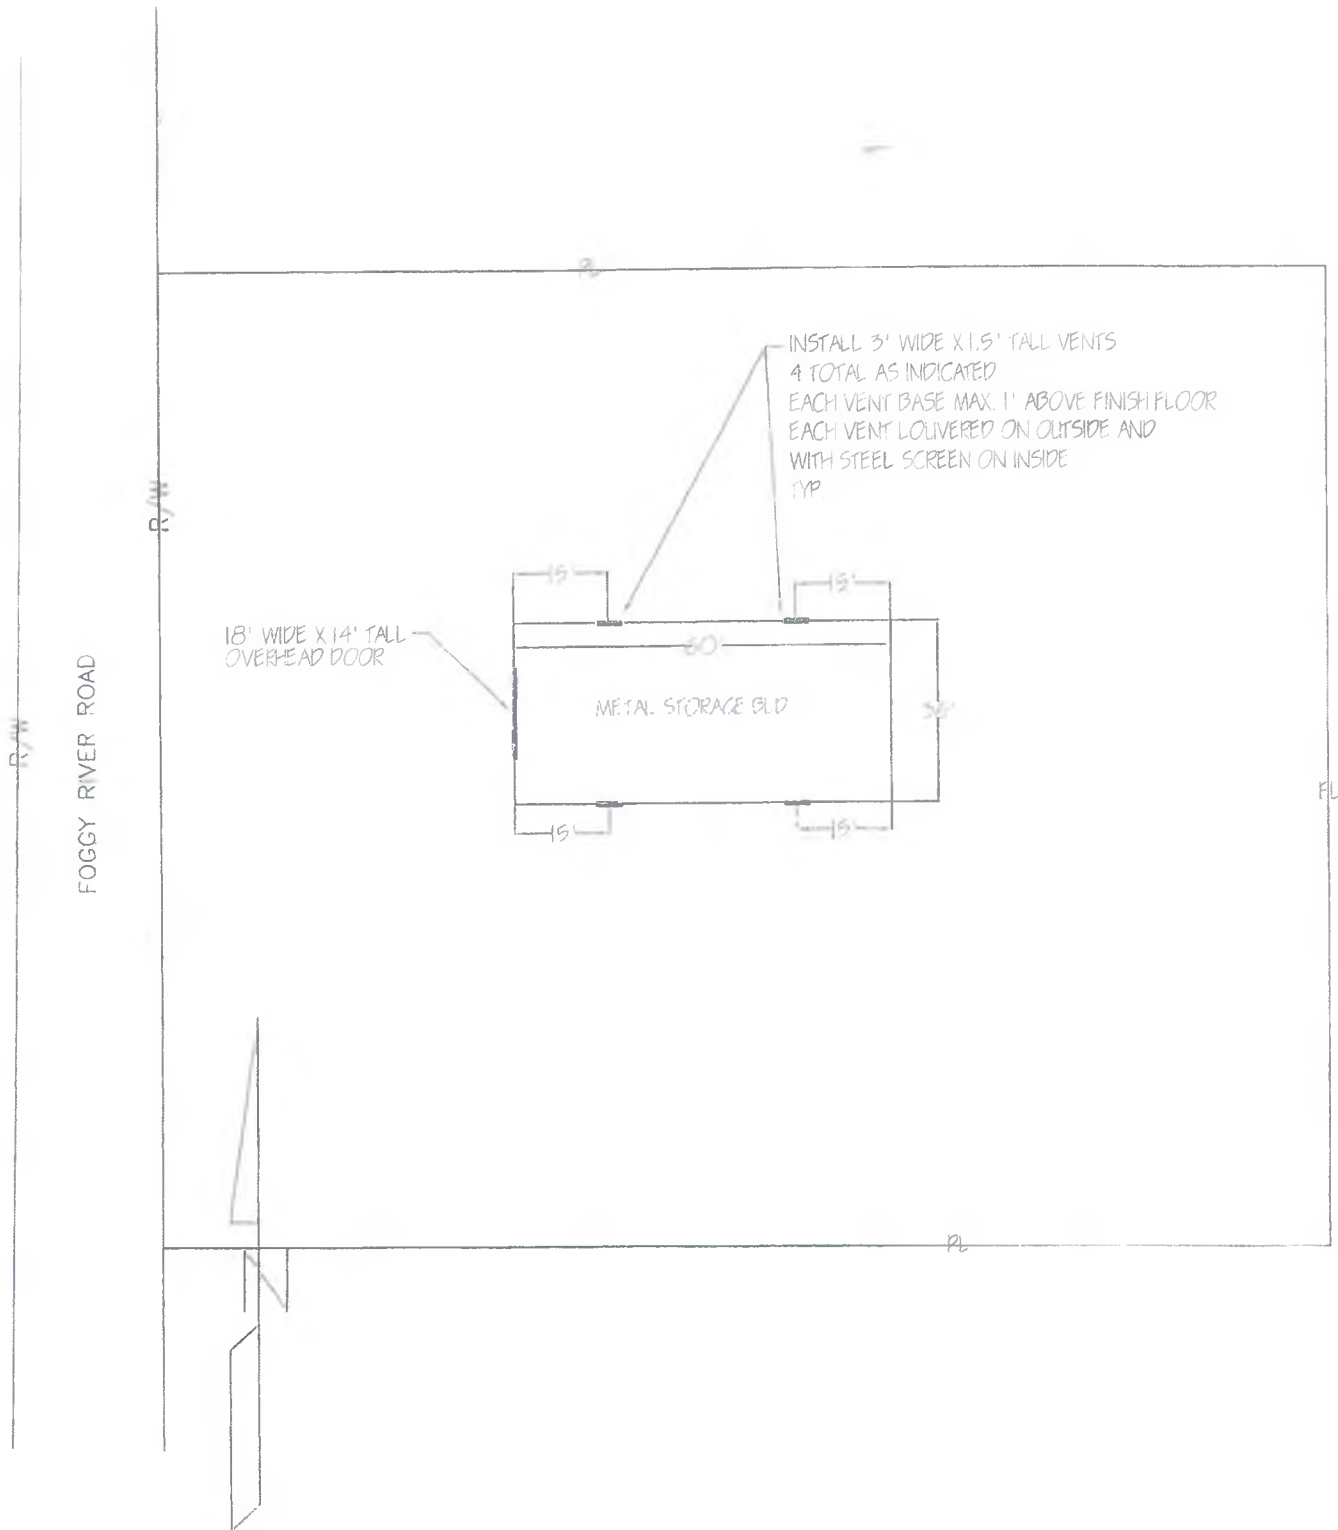 PL
INSTALL 3' WIDE X 1.5' TALL VENTS
4 TOTAL AS INDICATED
EACH VENT BASE MAX. 1' ABOVE FINISH FLOOR
EACH VENT LOUVERED ON OUTSIDE AND
WITH STEEL SCREEN ON INSIDE
TYP
R/W
15'
15'
18' WIDE X 14' TALL
OVERHEAD DOOR
60'
METAL STORAGE BLD
R/W
FOGGY RIVER ROAD
PL
15'
15'
PL
N